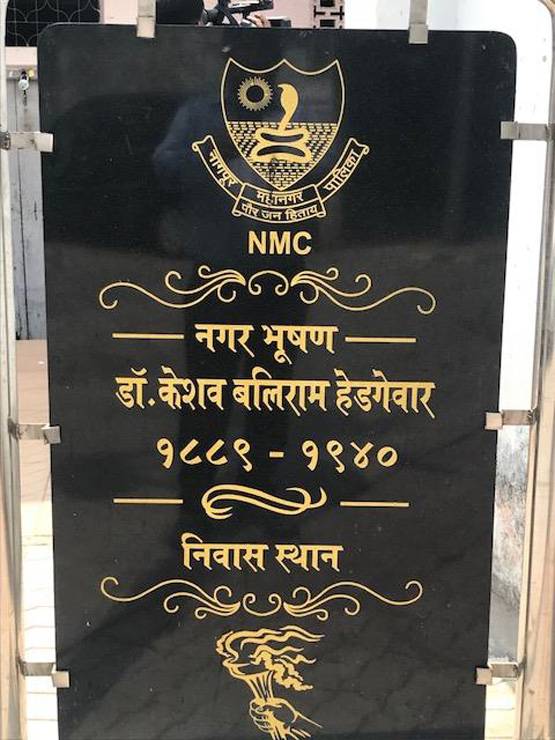 नागपूर महानगर पालिका
पौर जन हिताय
NMC
नगर भूषण
डॉ. केशव बलिराम हेडगेवार
१८८९ - १९४०
निवास स्थान